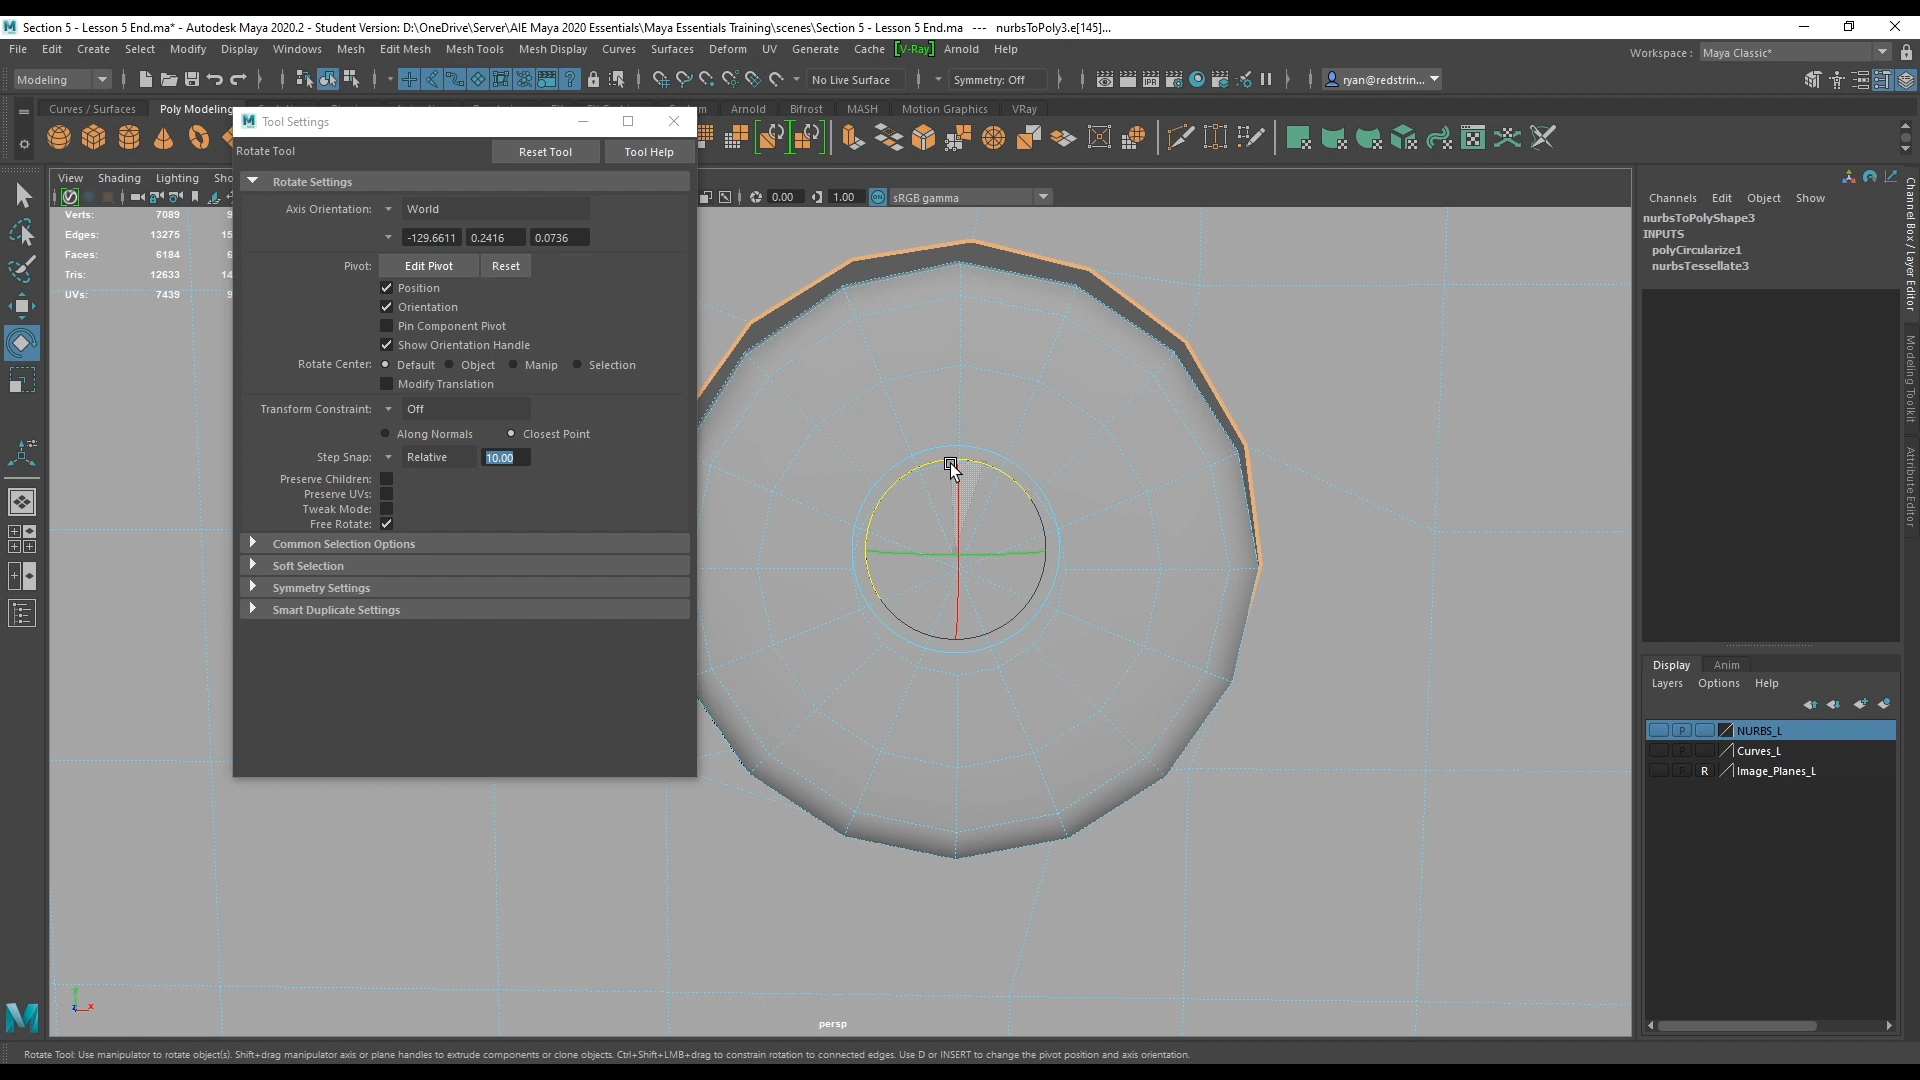 Section 5 - Lesson 5 End.ma* - Autodesk Maya 2020.2 - Student Version: D:\OneDrive\Server\AIE Maya 2020 Essentials\Maya Essentials Training\scenes\Section 5 - Lesson 5 End.ma --- nurbsToPoly3.e[145]...
File Edit Create Select Modify Display Windows Mesh Edit Mesh Mesh Tools Mesh Display Curves Surfaces Deform UV Generate Cache [V-Ray] Arnold Help
Workspace: Maya Classic*
Modeling
No Live Surface
Symmetry: Off
ryan@redstrin...
Curves / Surfaces Poly Modeling Arnold Bifrost MASH Motion Graphics VRay
Tool Settings
Rotate Tool Reset Tool Tool Help
Rotate Settings
Axis Orientation: World
-129.6611 0.2416 0.0736
Pivot: Edit Pivot Reset
Position
Orientation
Pin Component Pivot
Show Orientation Handle
Rotate Center: Default Object Manip Selection
Modify Translation
Transform Constraint: Off
Along Normals Closest Point
Step Snap: Relative 10.00
Preserve Children:
Preserve UVs:
Tweak Mode:
Free Rotate:
Common Selection Options
Soft Selection
Symmetry Settings
Smart Duplicate Settings
View Shading Lighting
0.00 1.00 ON sRGB gamma
Verts: 7089
Edges: 13275
Faces: 6184
Tris: 12633
UVs: 7439
persp
Channels Edit Object Show
nurbsToPolyShape3
INPUTS
polyCircularize1
nurbsTessellate3
Channel Box / Layer Editor
Modeling Toolkit
Attribute Editor
Display Anim
Layers Options Help
P NURBS_L
P Curves_L
P R Image_Planes_L
Rotate Tool: Use manipulator to rotate object(s). Shift+drag manipulator axis or plane handles to extrude components or clone objects. Ctrl+Shift+LMB+drag to constrain rotation to connected edges. Use D or INSERT to change the pivot position and axis orientation.